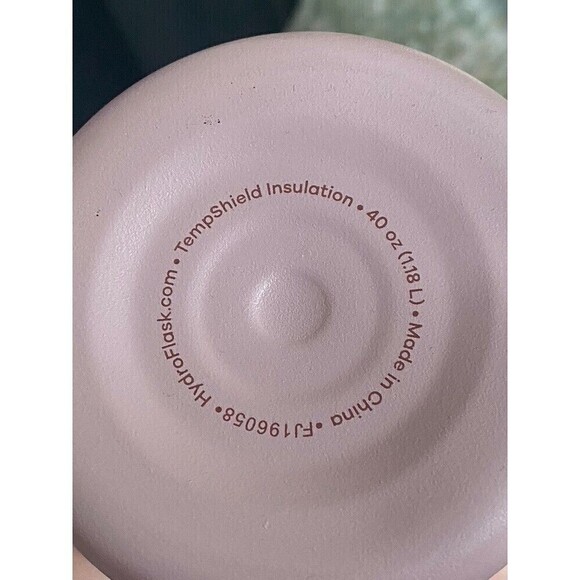 HydroFlask.com • TempShield Insulation • 40 oz (1.18 L) • Made in China • FJ196058 •